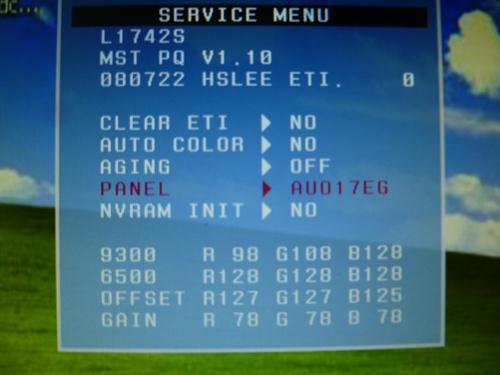 SERVICE MENU
L1742S
MST PQ V1.10
080722 HSLEE ETI. 0
CLEAR ETI ▶ NO
AUTO COLOR ▶ NO
AGING ▶ OFF
PANEL ▶ AUO17EG
NVRAM INIT ▶ NO
9300 R 98 G108 B128
6500 R128 G128 B128
OFFSET R127 G127 B125
GAIN R 78 G 78 B 78